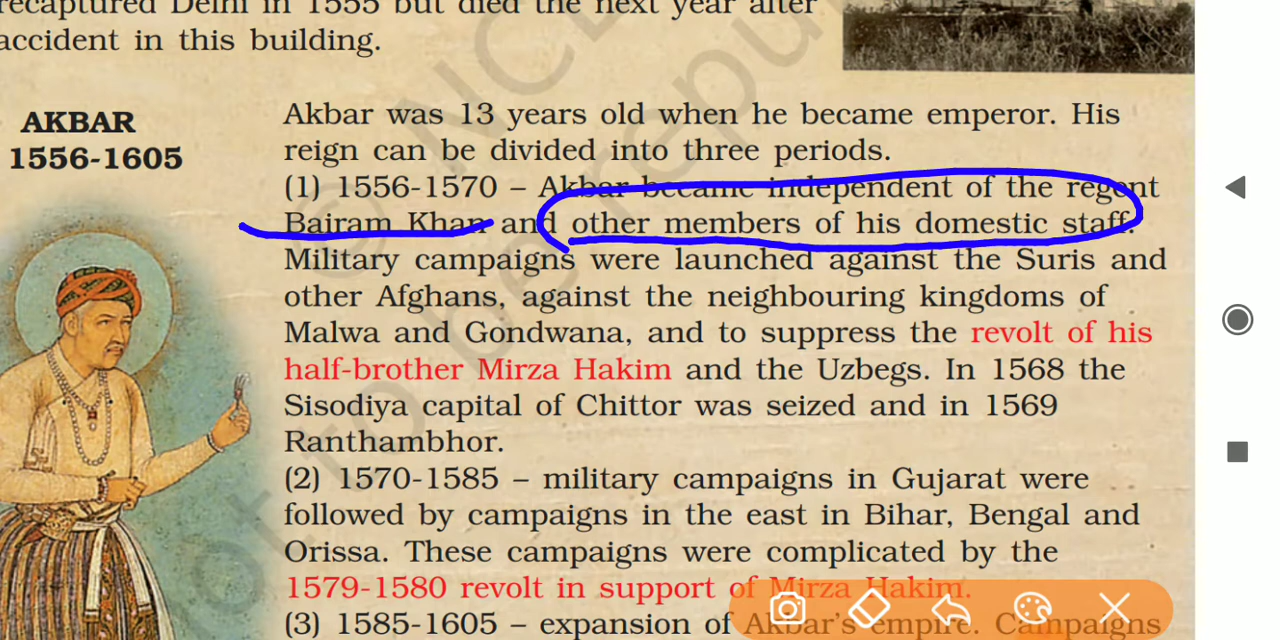 recaptured Delhi in 1555 but died the next year after
accident in this building.
AKBAR
1556-1605
Akbar was 13 years old when he became emperor. His
reign can be divided into three periods.
(1) 1556-1570 – Akbar became independent of the regent
Bairam Khan and other members of his domestic staff.
Military campaigns were launched against the Suris and
other Afghans, against the neighbouring kingdoms of
Malwa and Gondwana, and to suppress the revolt of his
half-brother Mirza Hakim and the Uzbegs. In 1568 the
Sisodiya capital of Chittor was seized and in 1569
Ranthambhor.
(2) 1570-1585 – military campaigns in Gujarat were
followed by campaigns in the east in Bihar, Bengal and
Orissa. These campaigns were complicated by the
1579-1580 revolt in support of Mirza Hakim.
(3) 1585-1605 – expansion of Akbar's empire. Campaigns